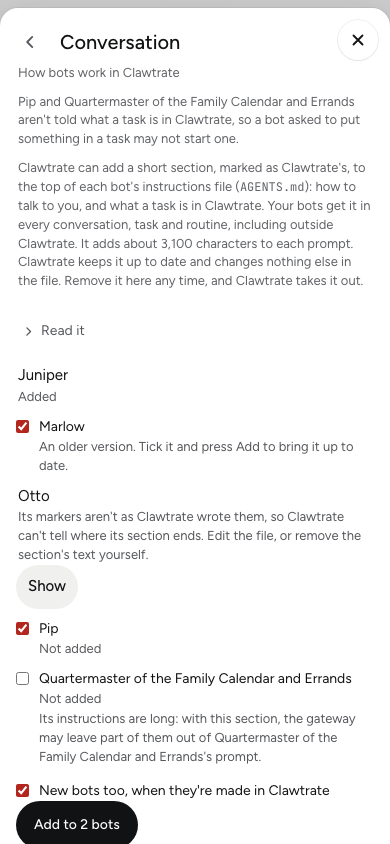 Conversation
How bots work in Clawtrate
Pip and Quartermaster of the Family Calendar and Errands
aren't told what a task is in Clawtrate, so a bot asked to put
something in a task may not start one.
Clawtrate can add a short section, marked as Clawtrate's, to
the top of each bot's instructions file (AGENTS.md): how to
talk to you, and what a task is in Clawtrate. Your bots get it in
every conversation, task and routine, including outside
Clawtrate. It adds about 3,100 characters to each prompt.
Clawtrate keeps it up to date and changes nothing else in
the file. Remove it here any time, and Clawtrate takes it out.
Read it
Juniper
Added
Marlow
An older version. Tick it and press Add to bring it up to
date.
Otto
Its markers aren't as Clawtrate wrote them, so Clawtrate
can't tell where its section ends. Edit the file, or remove the
section's text yourself.
Show
Pip
Not added
Quartermaster of the Family Calendar and Errands
Not added
Its instructions are long: with this section, the gateway
may leave part of them out of Quartermaster of the
Family Calendar and Errands's prompt.
New bots too, when they're made in Clawtrate
Add to 2 bots